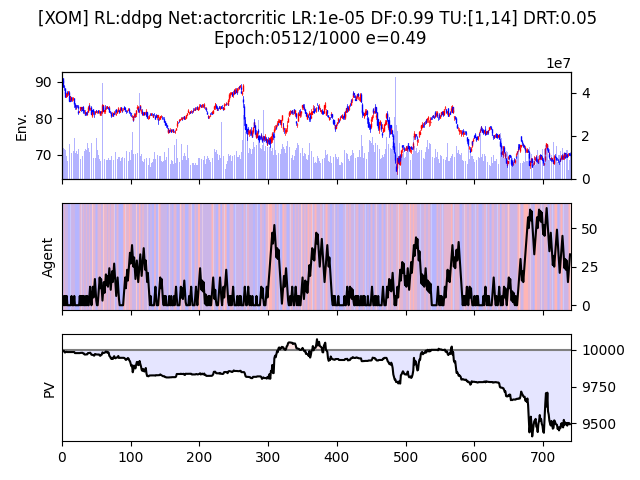 [XOM] RL:ddpg Net:actorcritic LR:1e-05 DF:0.99 TU:[1,14] DRT:0.05
Epoch:0512/1000 e=0.49
1e7
90
80
70
Env.
4
2
0
Agent
50
25
0
PV
10000
9750
9500
0 100 200 300 400 500 600 700